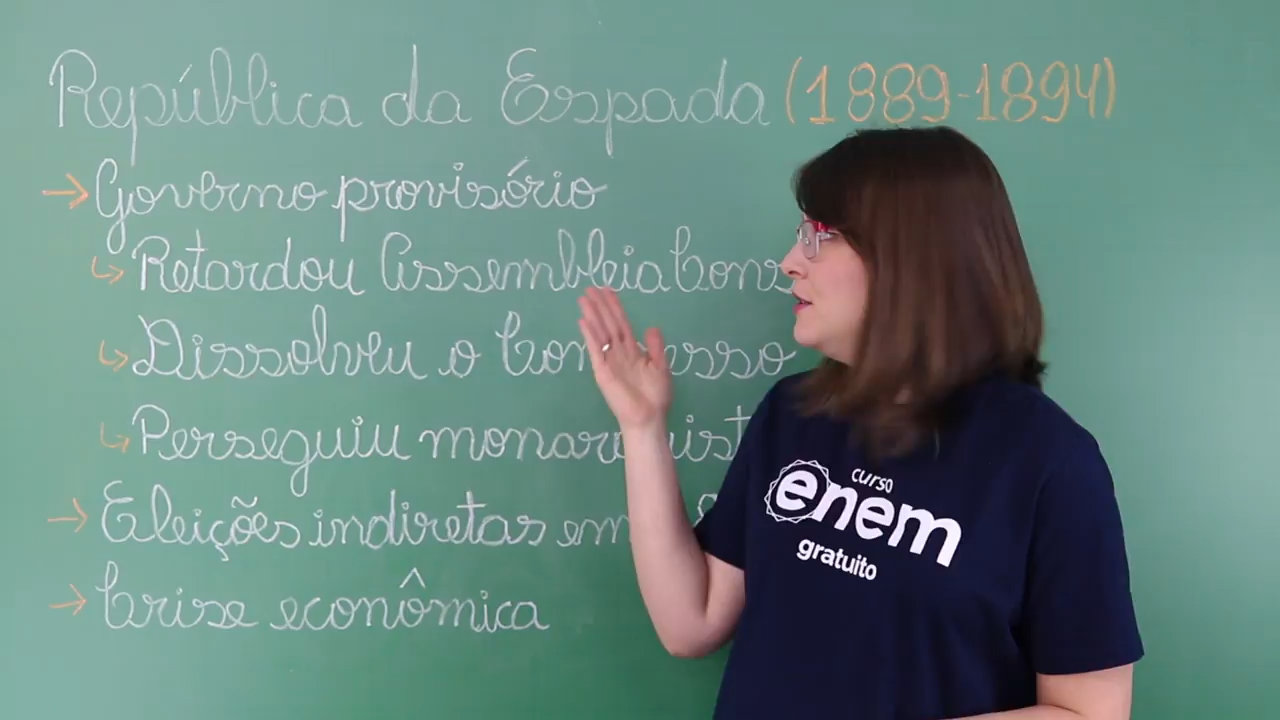 República da Espada (1889-1894)
→ Governo provisório
↳ Retardou Assembleia Cons
↳ Dissolveu o Con esso
↳ Perseguiu monarquist
→ Eleições indiretas em
→ Crise econômica
curso
enem
gratuito